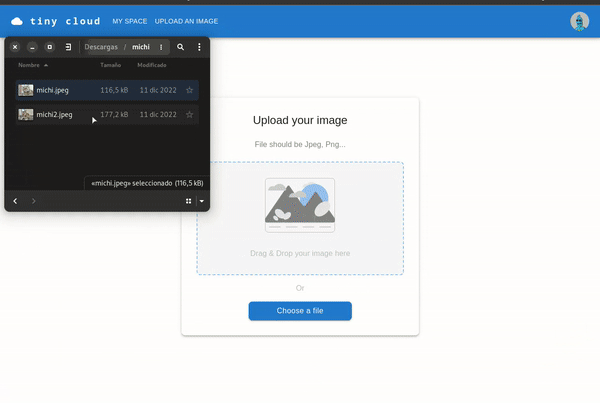 tiny cloud MY SPACE UPLOAD AN IMAGE
Descargas / michi
Nombre Tamaño Modificado
michi.jpeg 116,5 kB 11 dic 2022
michi2.jpeg 177,2 kB 11 dic 2022
«michi.jpeg» seleccionado (116,5 kB)
Upload your image
File should be Jpeg, Png...
Drag & Drop your image here
Or
Choose a file